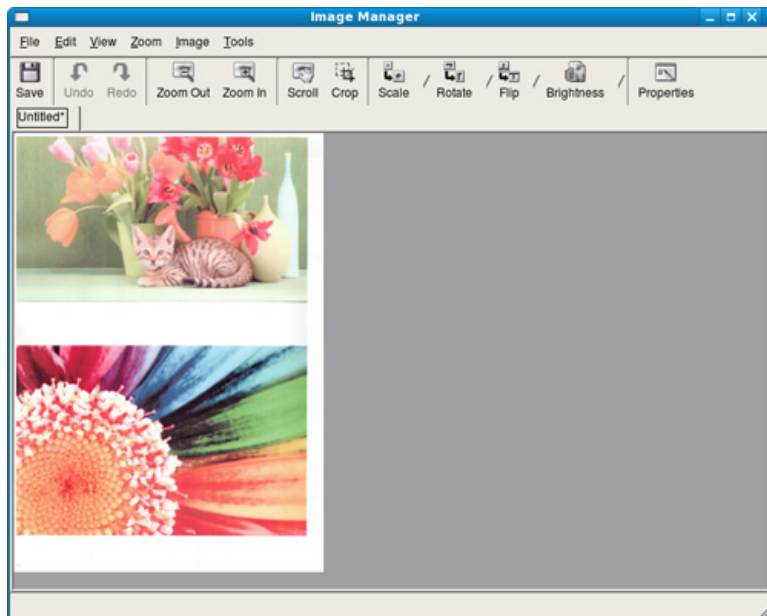 Image Manager
File Edit View Zoom Image Tools
Save Undo Redo Zoom Out Zoom In Scroll Crop Scale / Rotate / Flip / Brightness / Properties
Untitled*